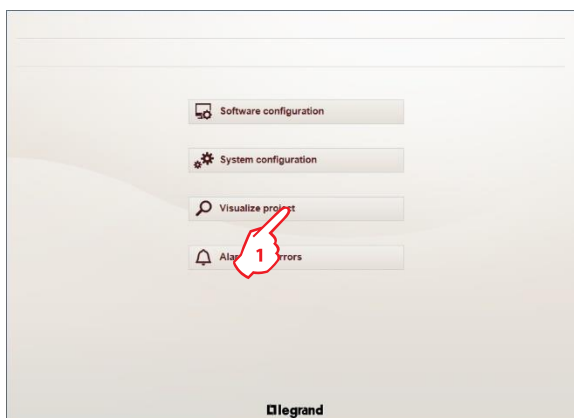 Software configuration
System configuration
Visualize project
1
legrand